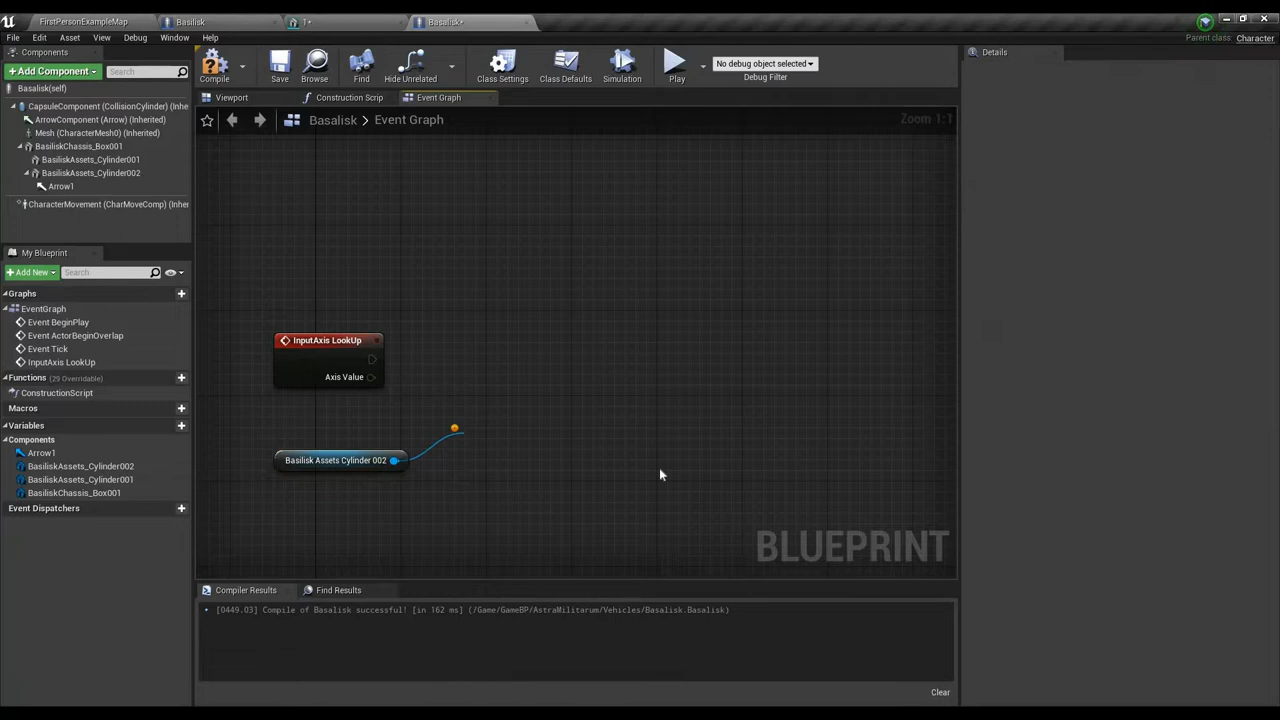 FirstPersonExampleMap
Basilisk
1*
Basalisk*
File
Edit
Asset
View
Debug
Window
Help
Parent class: Character
Components
+ Add Component
Search
Basalisk(self)
CapsuleComponent (CollisionCylinder) (Inhe
ArrowComponent (Arrow) (Inherited)
Mesh (CharacterMesh0) (Inherited)
BasiliskChassis_Box001
BasiliskAssets_Cylinder001
BasiliskAssets_Cylinder002
Arrow1
CharacterMovement (CharMoveComp) (Inher
My Blueprint
+ Add New
Search
Graphs
EventGraph
Event BeginPlay
Event ActorBeginOverlap
Event Tick
InputAxis LookUp
Functions (29 Overridable)
ConstructionScript
Macros
Variables
Components
Arrow1
BasiliskAssets_Cylinder002
BasiliskAssets_Cylinder001
BasiliskChassis_Box001
Event Dispatchers
Compile
Save
Browse
Find
Hide Unrelated
Class Settings
Class Defaults
Simulation
Play
No debug object selected
Debug Filter
Viewport
Construction Scrip
Event Graph
Basalisk > Event Graph
Zoom 1:1
InputAxis LookUp
Axis Value
Basilisk Assets Cylinder 002
BLUEPRINT
Compiler Results
Find Results
[0449.03] Compile of Basalisk successful! [in 162 ms] (/Game/GameBP/AstraMilitarum/Vehicles/Basalisk.Basalisk)
Clear
Details